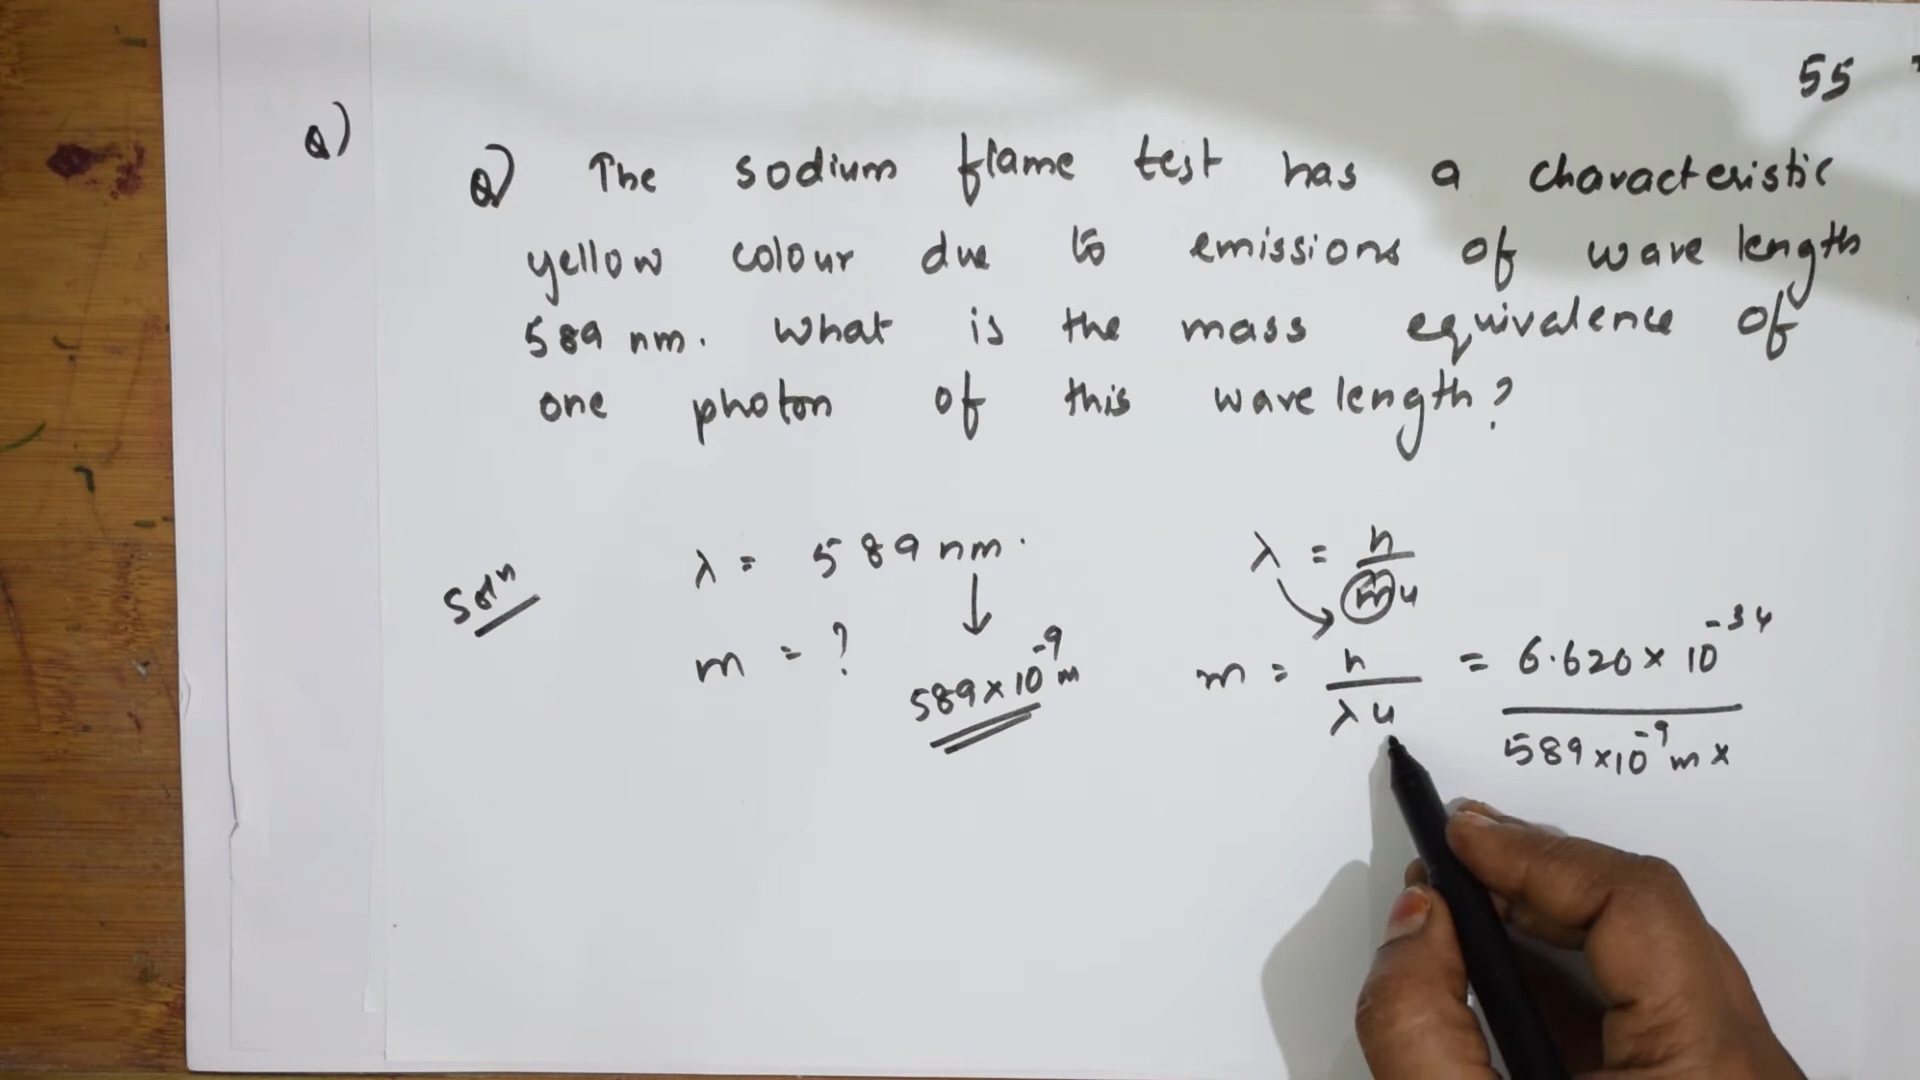 55
Q)
Q) The sodium flame test has a characteristic
yellow colour due to emissions of wave length
589 nm. What is the mass equivalence of
one photon of this wave length?
Solⁿ
λ = 589 nm.
m = ?
589 × 10⁻⁹ m
λ = h / mu
m = h / λu = 6.626 × 10⁻³⁴ / 589 × 10⁻⁹ m ×